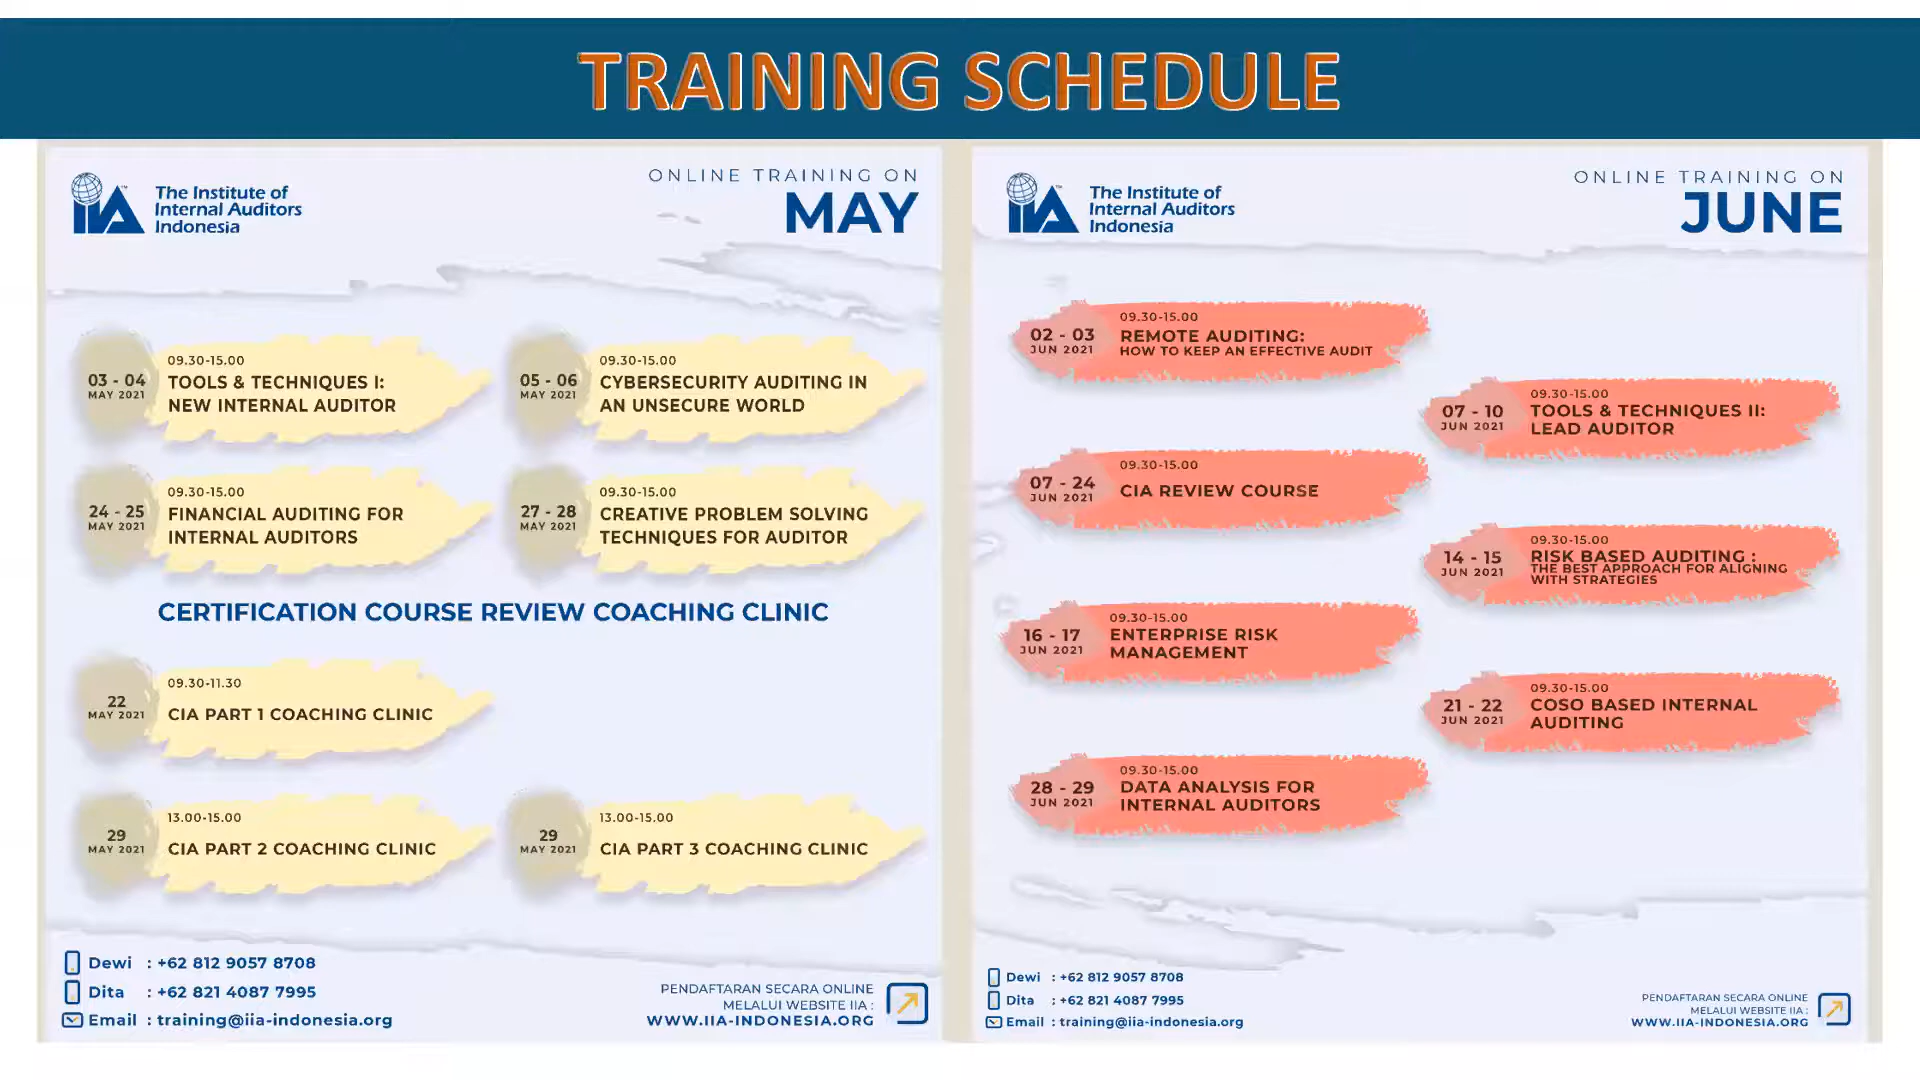 TRAINING SCHEDULE
IIA
The Institute of
Internal Auditors
Indonesia
ONLINE TRAINING ON
MAY
03 - 04
MAY 2021
09.30-15.00
TOOLS & TECHNIQUES I:
NEW INTERNAL AUDITOR
05 - 06
MAY 2021
09.30-15.00
CYBERSECURITY AUDITING IN
AN UNSECURE WORLD
24 - 25
MAY 2021
09.30-15.00
FINANCIAL AUDITING FOR
INTERNAL AUDITORS
27 - 28
MAY 2021
09.30-15.00
CREATIVE PROBLEM SOLVING
TECHNIQUES FOR AUDITOR
CERTIFICATION COURSE REVIEW COACHING CLINIC
22
MAY 2021
09.30-11.30
CIA PART 1 COACHING CLINIC
29
MAY 2021
13.00-15.00
CIA PART 2 COACHING CLINIC
29
MAY 2021
13.00-15.00
CIA PART 3 COACHING CLINIC
Dewi : +62 812 9057 8708
Dita : +62 821 4087 7995
Email : training@iia-indonesia.org
PENDAFTARAN SECARA ONLINE
MELALUI WEBSITE IIA :
WWW.IIA-INDONESIA.ORG
IIA
The Institute of
Internal Auditors
Indonesia
ONLINE TRAINING ON
JUNE
02 - 03
JUN 2021
09.30-15.00
REMOTE AUDITING:
HOW TO KEEP AN EFFECTIVE AUDIT
07 - 10
JUN 2021
09.30-15.00
TOOLS & TECHNIQUES II:
LEAD AUDITOR
07 - 24
JUN 2021
09.30-15.00
CIA REVIEW COURSE
14 - 15
JUN 2021
09.30-15.00
RISK BASED AUDITING :
THE BEST APPROACH FOR ALIGNING
WITH STRATEGIES
16 - 17
JUN 2021
09.30-15.00
ENTERPRISE RISK
MANAGEMENT
21 - 22
JUN 2021
09.30-15.00
COSO BASED INTERNAL
AUDITING
28 - 29
JUN 2021
09.30-15.00
DATA ANALYSIS FOR
INTERNAL AUDITORS
Dewi : +62 812 9057 8708
Dita : +62 821 4087 7995
Email : training@iia-indonesia.org
PENDAFTARAN SECARA ONLINE
MELALUI WEBSITE IIA :
WWW.IIA-INDONESIA.ORG